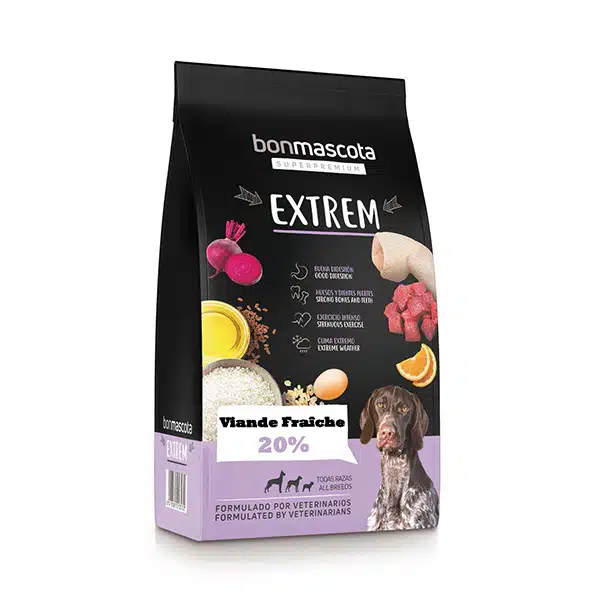 bonmascota
SUPERPREMIUM
EXTREM
BUENA DIGESTIÓN
GOOD DIGESTION
HUESOS Y DIENTES FUERTES
STRONG BONES AND TEETH
EJERCICIO INTENSO
STRENUOUS EXERCISE
CLIMA EXTREMO
EXTREME WEATHER
Viande Fraîche
20%
TODAS RAZAS
ALL BREEDS
FORMULADO POR VETERINARIOS
FORMULATED BY VETERINARIANS
bonmascota
EXTREM